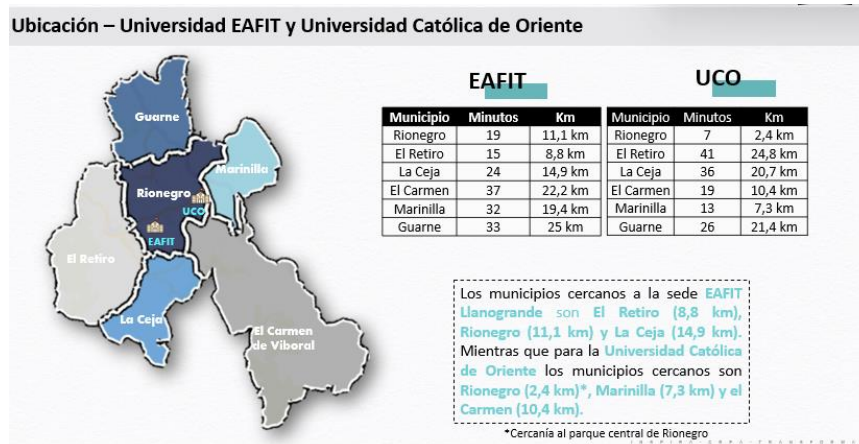 Ubicación – Universidad EAFIT y Universidad Católica de Oriente
Guarne
Marinilla
Rionegro
UCO
EAFIT
El Retiro
La Ceja
El Carmen
de Viboral
EAFIT
Municipio Minutos Km
Rionegro 19 11,1 km
El Retiro 15 8,8 km
La Ceja 24 14,9 km
El Carmen 37 22,2 km
Marinilla 32 19,4 km
Guarne 33 25 km
UCO
Municipio Minutos Km
Rionegro 7 2,4 km
El Retiro 41 24,8 km
La Ceja 36 20,7 km
El Carmen 19 10,4 km
Marinilla 13 7,3 km
Guarne 26 21,4 km
Los municipios cercanos a la sede EAFIT
Llanogrande son El Retiro (8,8 km),
Rionegro (11,1 km) y La Ceja (14,9 km).
Mientras que para la Universidad Católica
de Oriente los municipios cercanos son
Rionegro (2,4 km)*, Marinilla (7,3 km) y el
Carmen (10,4 km).
*Cercanía al parque central de Rionegro